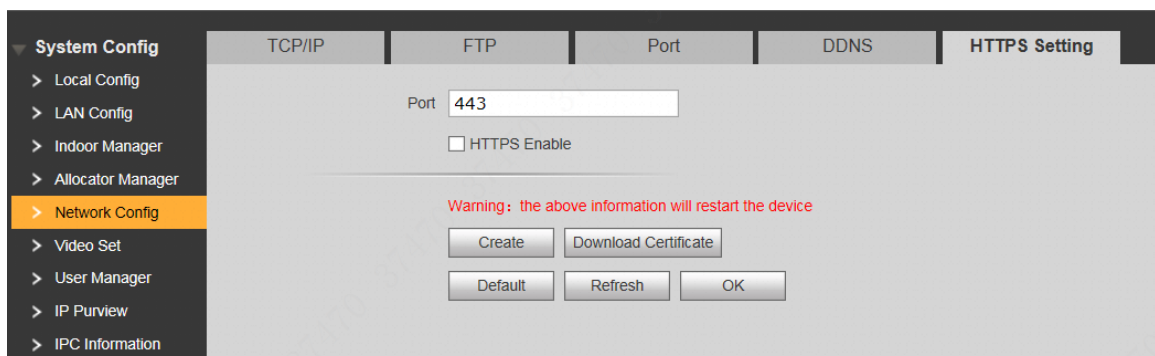 System Config
TCP/IP
FTP
Port
DDNS
HTTPS Setting
Local Config
LAN Config
Indoor Manager
Allocator Manager
Network Config
Video Set
User Manager
IP Purview
IPC Information
Port 443
HTTPS Enable
Warning：the above information will restart the device
Create Download Certificate
Default Refresh OK